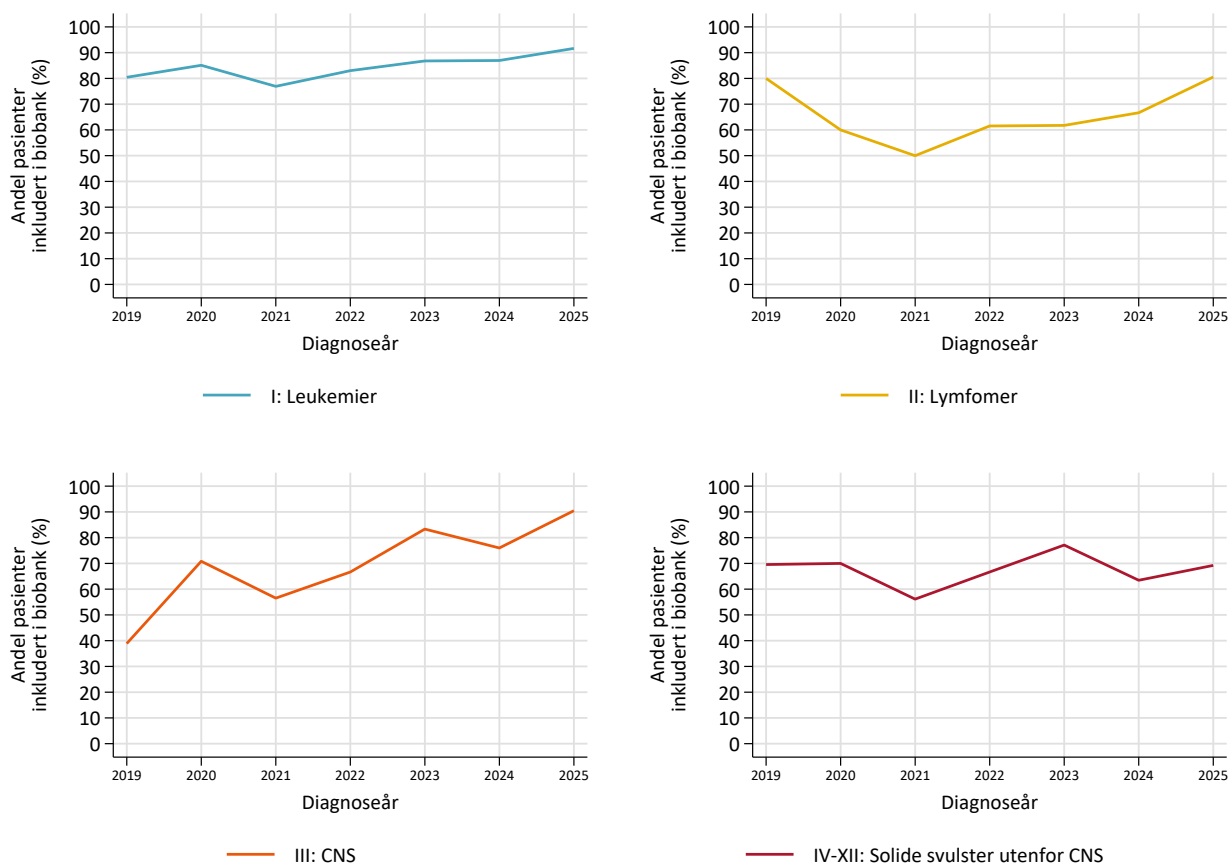 Andel pasienter
inkludert i biobank (%)
100
90
80
70
60
50
40
30
20
10
0
2019 2020 2021 2022 2023 2024 2025
Diagnoseår
I: Leukemier
Andel pasienter
inkludert i biobank (%)
100
90
80
70
60
50
40
30
20
10
0
2019 2020 2021 2022 2023 2024 2025
Diagnoseår
II: Lymfomer
Andel pasienter
inkludert i biobank (%)
100
90
80
70
60
50
40
30
20
10
0
2019 2020 2021 2022 2023 2024 2025
Diagnoseår
III: CNS
Andel pasienter
inkludert i biobank (%)
100
90
80
70
60
50
40
30
20
10
0
2019 2020 2021 2022 2023 2024 2025
Diagnoseår
IV-XII: Solide svulster utenfor CNS